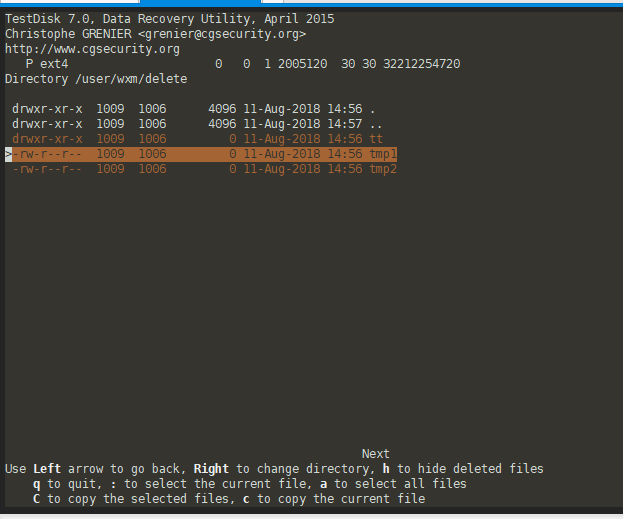 TestDisk 7.0, Data Recovery Utility, April 2015
Christophe GRENIER <grenier@cgsecurity.org>
http://www.cgsecurity.org
P ext4 0 0 1 2005120 30 30 32212254720
Directory /user/wxm/delete
drwxr-xr-x 1009 1006 4096 11-Aug-2018 14:56 .
drwxr-xr-x 1009 1006 4096 11-Aug-2018 14:57 ..
drwxr-xr-x 1009 1006 0 11-Aug-2018 14:56 tt
>-rw-r--r-- 1009 1006 0 11-Aug-2018 14:56 tmp1
-rw-r--r-- 1009 1006 0 11-Aug-2018 14:56 tmp2
Next
Use Left arrow to go back, Right to change directory, h to hide deleted files
q to quit, : to select the current file, a to select all files
C to copy the selected files, c to copy the current file